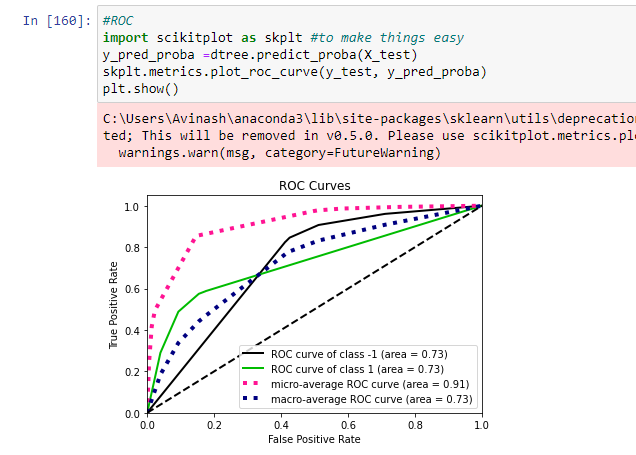 In [160]: #ROC
import scikitplot as skplt #to make things easy
y_pred_proba =dtree.predict_proba(X_test)
skplt.metrics.plot_roc_curve(y_test, y_pred_proba)
plt.show()
C:\Users\Avinash\anaconda3\lib\site-packages\sklearn\utils\deprecatio
ted; This will be removed in v0.5.0. Please use scikitplot.metrics.plo
warnings.warn(msg, category=FutureWarning)
ROC Curves
1.0
0.8
0.6
0.4
0.2
0.0
True Positive Rate
ROC curve of class -1 (area = 0.73)
ROC curve of class 1 (area = 0.73)
micro-average ROC curve (area = 0.91)
macro-average ROC curve (area = 0.73)
0.0 0.2 0.4 0.6 0.8 1.0
False Positive Rate